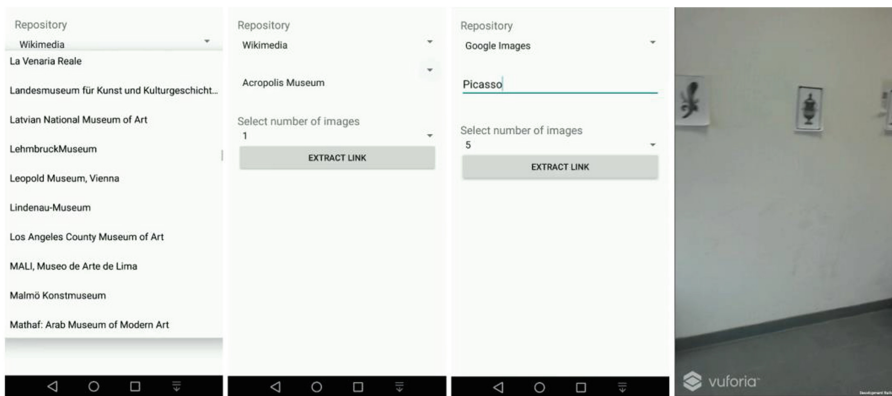 Repository
Wikimedia
La Venaria Reale
Landesmuseum für Kunst und Kulturgeschicht...
Latvian National Museum of Art
LehmbruckMuseum
Leopold Museum, Vienna
Lindenau-Museum
Los Angeles County Museum of Art
MALI, Museo de Arte de Lima
Malmö Konstmuseum
Mathaf: Arab Museum of Modern Art
Repository
Wikimedia
Acropolis Museum
Select number of images
1
EXTRACT LINK
Repository
Google Images
Picasso
Select number of images
5
EXTRACT LINK
vuforia